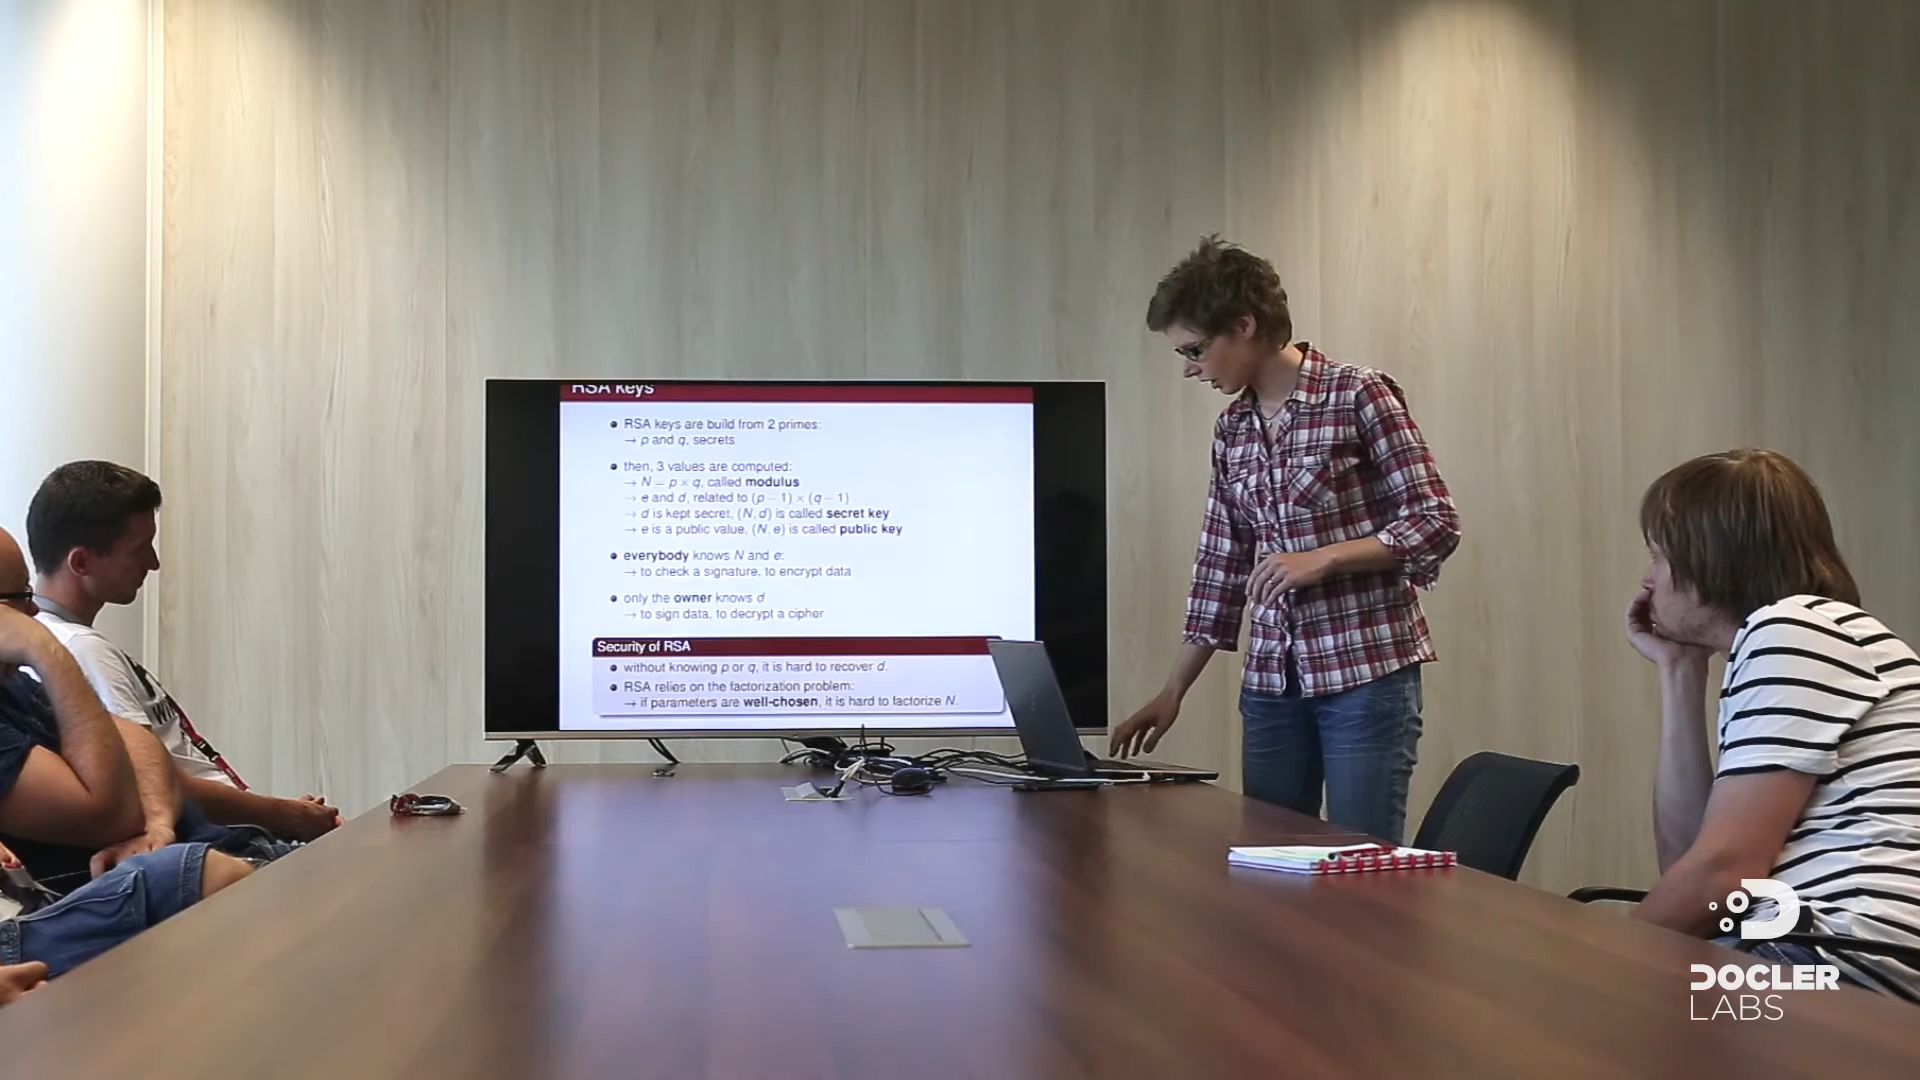 RSA keys
• RSA keys are build from 2 primes:
→ p and q, secrets
• then, 3 values are computed:
→ N = p × q, called modulus
→ e and d, related to (p − 1) × (q − 1)
→ d is kept secret, (N, d) is called secret key
→ e is a public value, (N, e) is called public key
• everybody knows N and e:
→ to check a signature, to encrypt data
• only the owner knows d
→ to sign data, to decrypt a cipher
Security of RSA
• without knowing p or q, it is hard to recover d.
• RSA relies on the factorization problem:
→ if parameters are well-chosen, it is hard to factorize N.
DOCLER
LABS